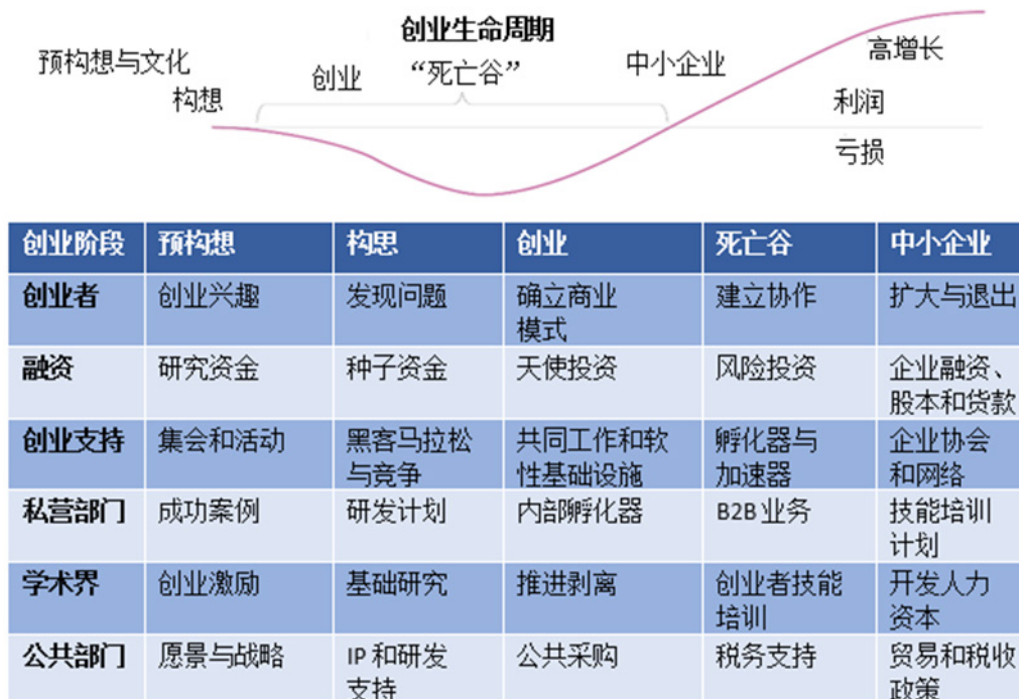 创业生命周期
预构想与文化
构想
创业
“死亡谷”
中小企业
高增长
利润
亏损
创业阶段 预构想 构思 创业 死亡谷 中小企业
创业者 创业兴趣 发现问题 确立商业 建立协作 扩大与退出
模式
融资 研究资金 种子资金 天使投资 风险投资 企业融资、
股本和贷款
创业支持 集会和活动 黑客马拉松 共同工作和软 孵化器与 企业协会
与竞争 性基础设施 加速器 和网络
私营部门 成功案例 研发计划 内部孵化器 B2B 业务 技能培训
计划
学术界 创业激励 基础研究 推进剥离 创业者技能 开发人力
培训 资本
公共部门 愿景与战略 IP 和研发 公共采购 税务支持 贸易和税收
支持 政策